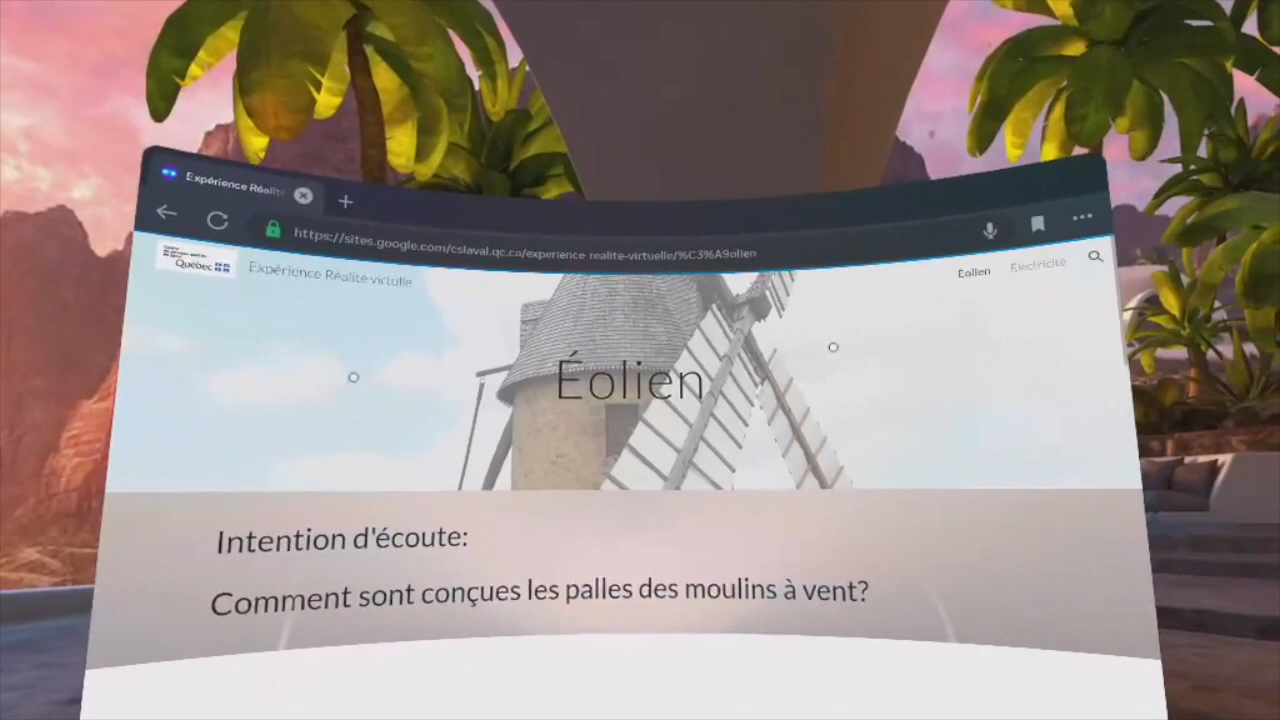 Expérience Réalit
https://sites.google.com/cslaval.qc.ca/experience realite-virtuelle/%C3%A9olien
Québec
Expérience Réalité virtulle
Éolien
Électricité
Éolien
Intention d'écoute:
Comment sont conçues les palles des moulins à vent?